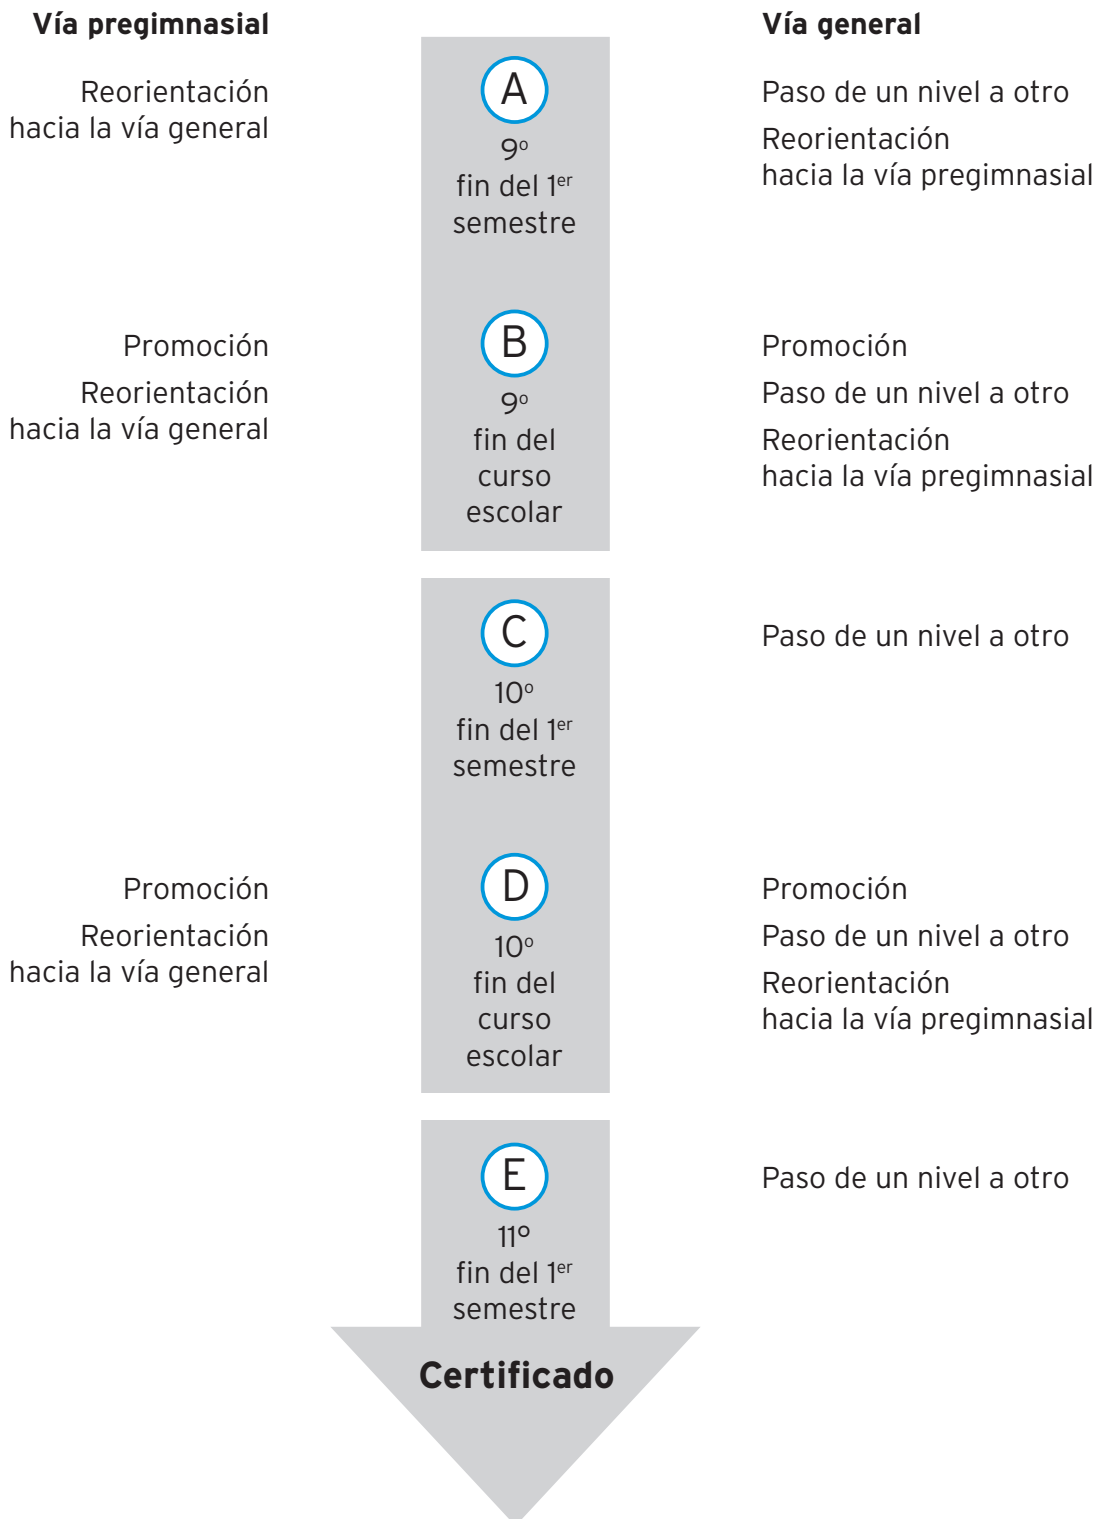 Vía pregimnasial
Vía general
Reorientación
hacia la vía general
A
9º
fin del 1er
semestre
Paso de un nivel a otro
Reorientación
hacia la vía pregimnasial
Promoción
Reorientación
hacia la vía general
B
9º
fin del
curso
escolar
Promoción
Paso de un nivel a otro
Reorientación
hacia la vía pregimnasial
C
10º
fin del 1er
semestre
Paso de un nivel a otro
Promoción
Reorientación
hacia la vía general
D
10º
fin del
curso
escolar
Promoción
Paso de un nivel a otro
Reorientación
hacia la vía pregimnasial
E
11°
fin del 1er
semestre
Paso de un nivel a otro
Certificado